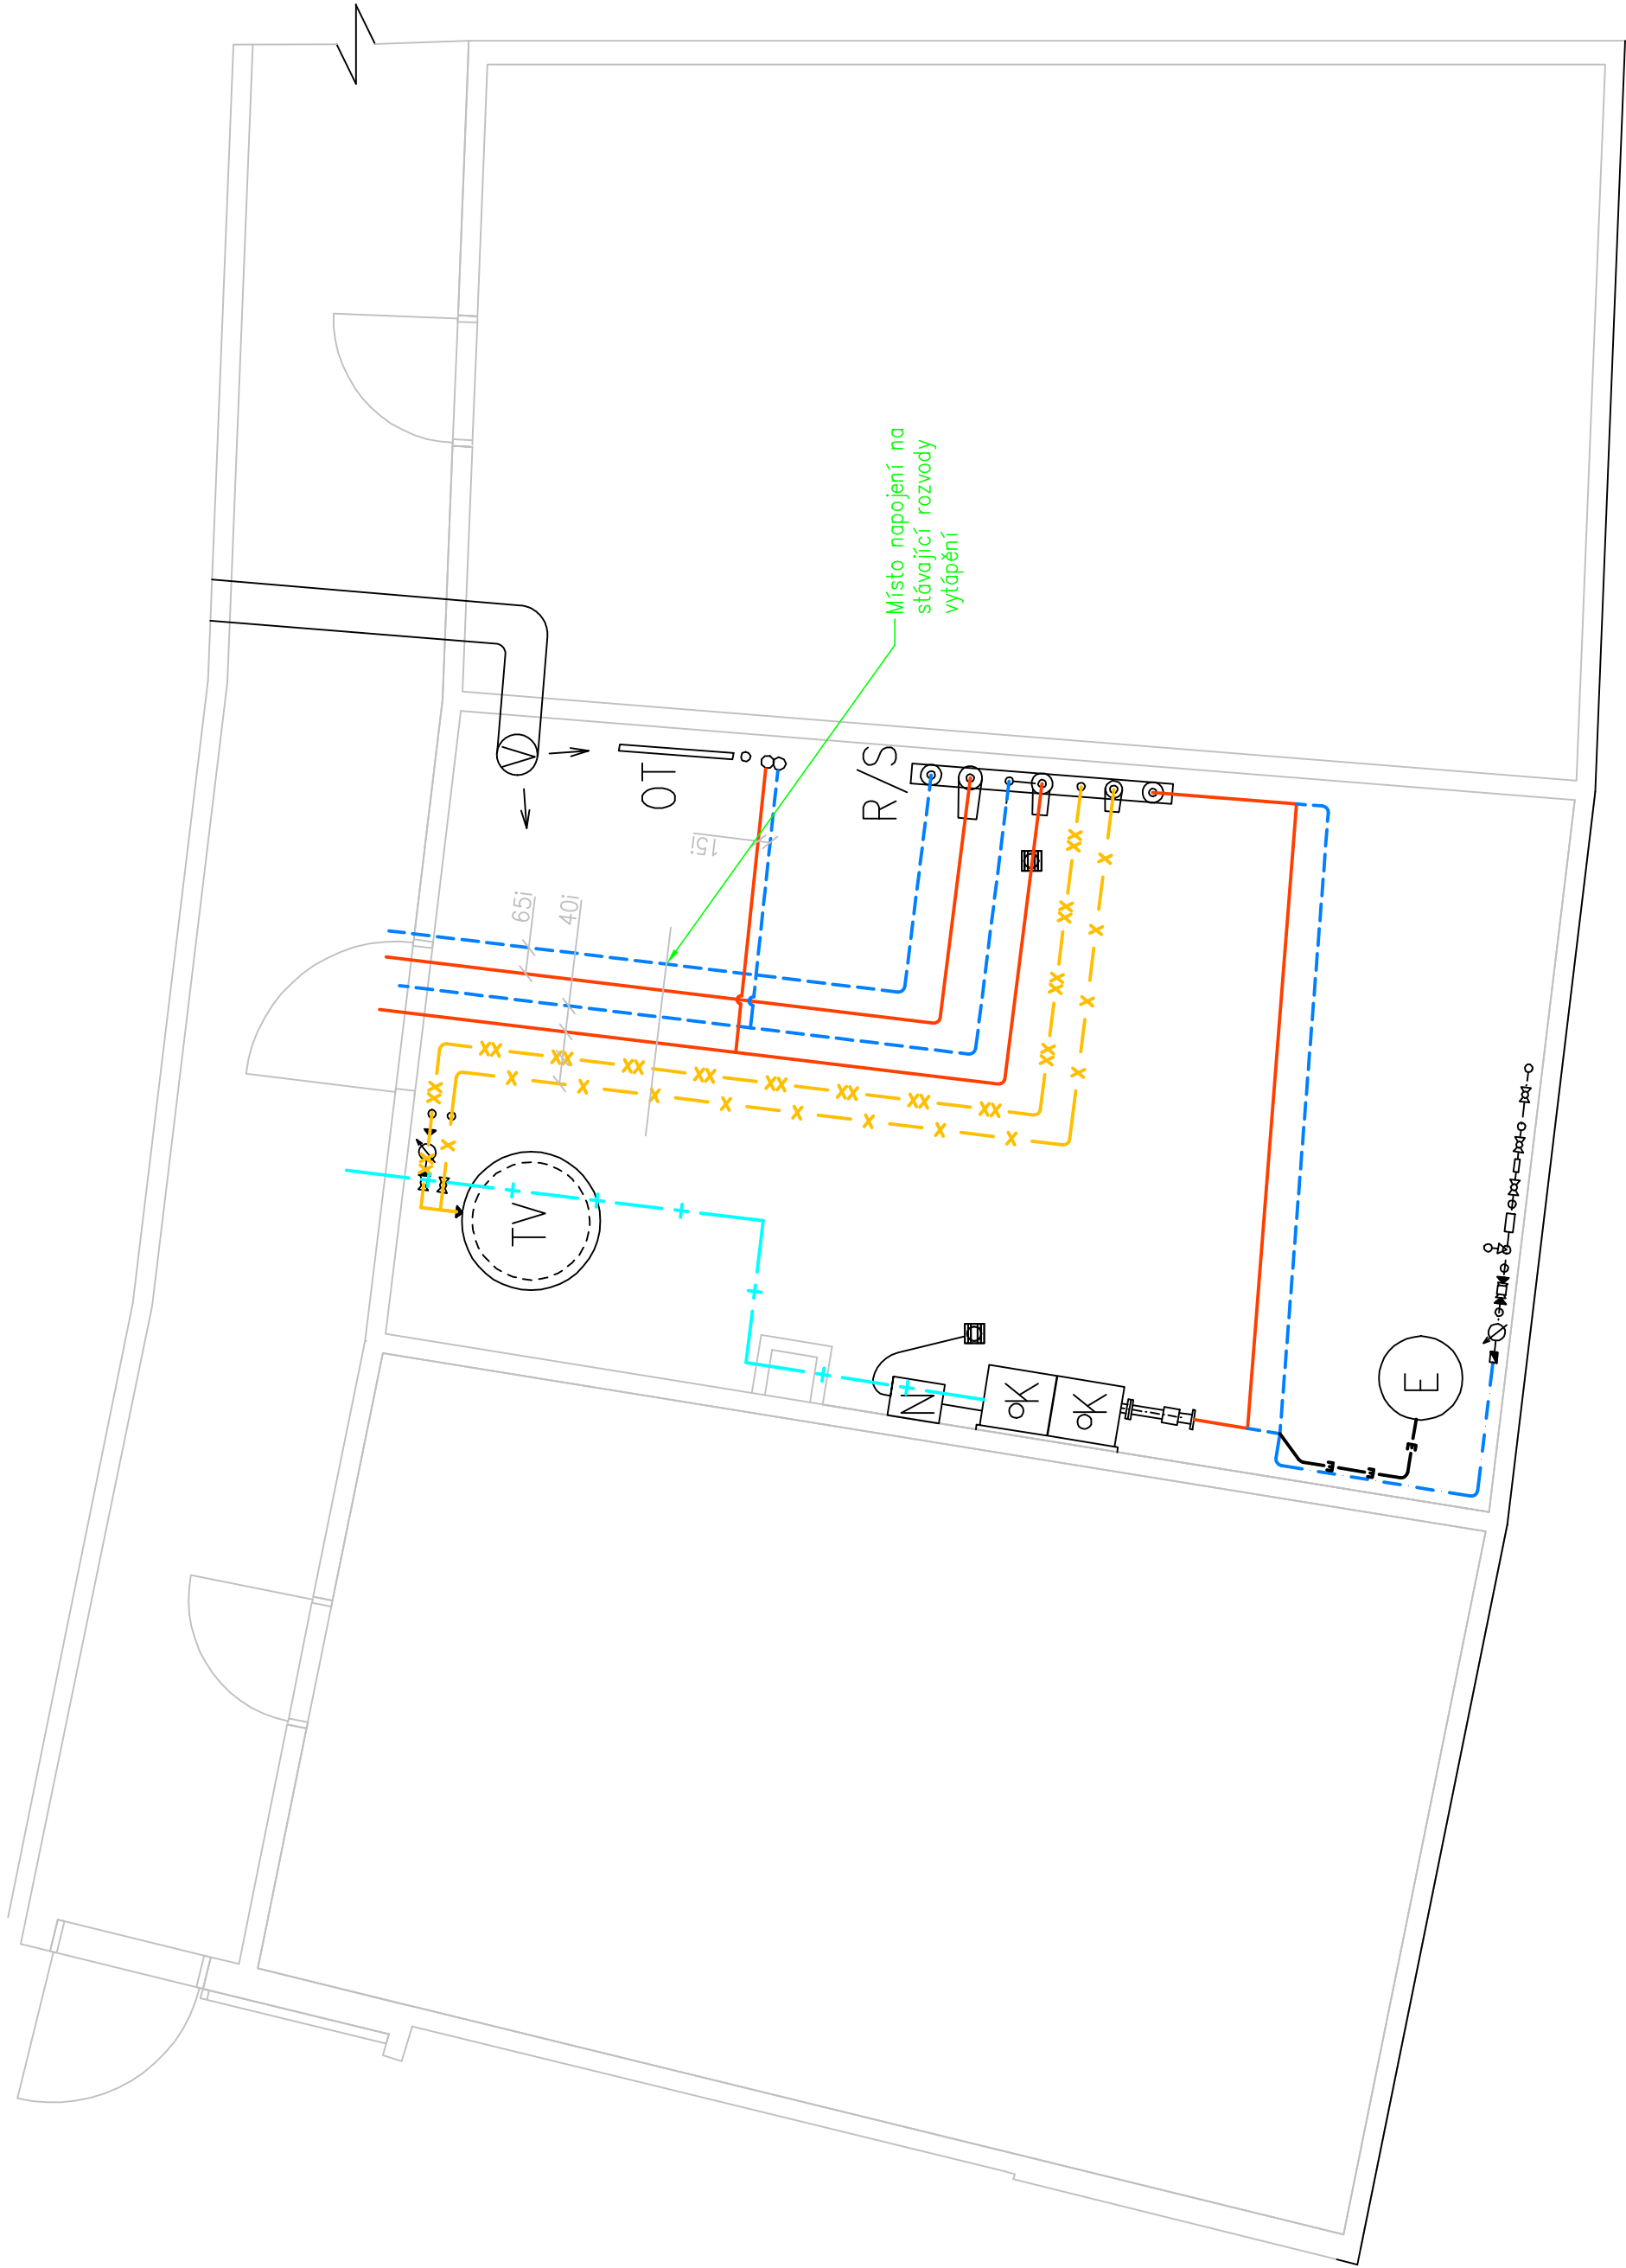 Místo napojení na
stávající rozvody
vytápění
R/S
OT
V
15i
65i
40i
TV
N
°K
°K
E
E
E
E